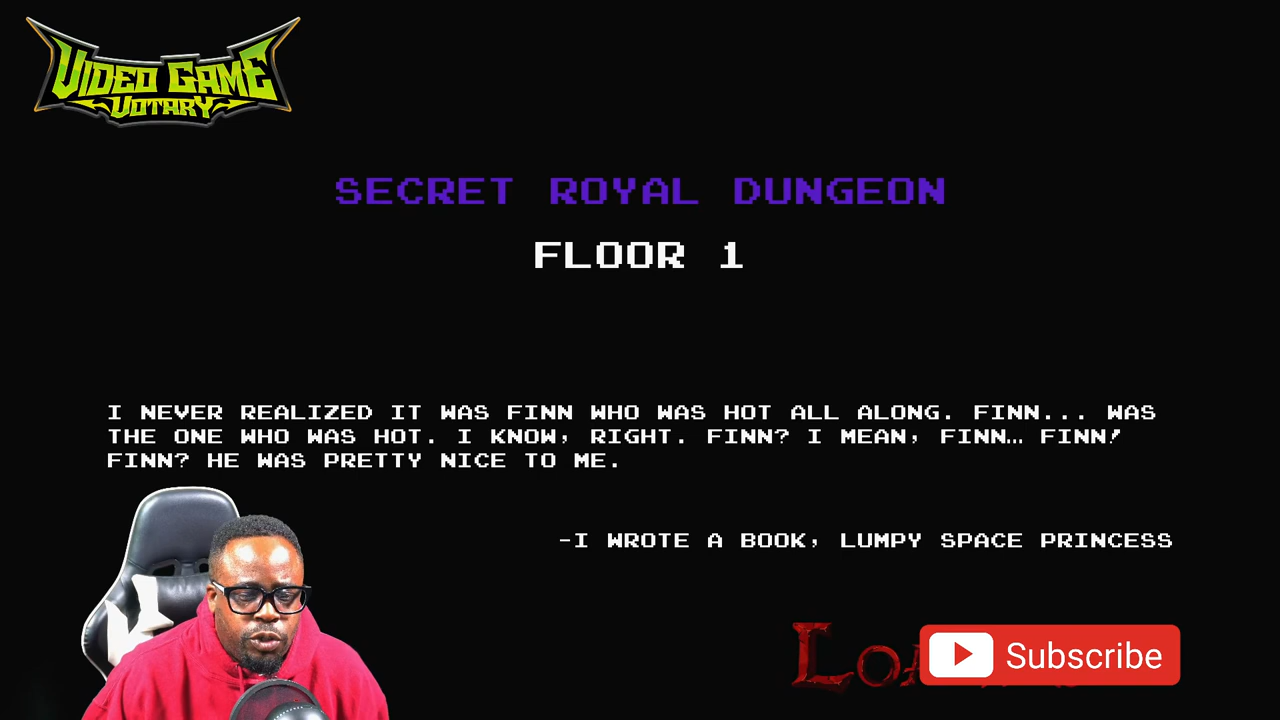 VIDEO GAME
VOTARY
SECRET ROYAL DUNGEON
FLOOR 1
I NEVER REALIZED IT WAS FINN WHO WAS HOT ALL ALONG. FINN... WAS
THE ONE WHO WAS HOT. I KNOW, RIGHT. FINN? I MEAN, FINN… FINN!
FINN? HE WAS PRETTY NICE TO ME.
-I WROTE A BOOK, LUMPY SPACE PRINCESS
Subscribe